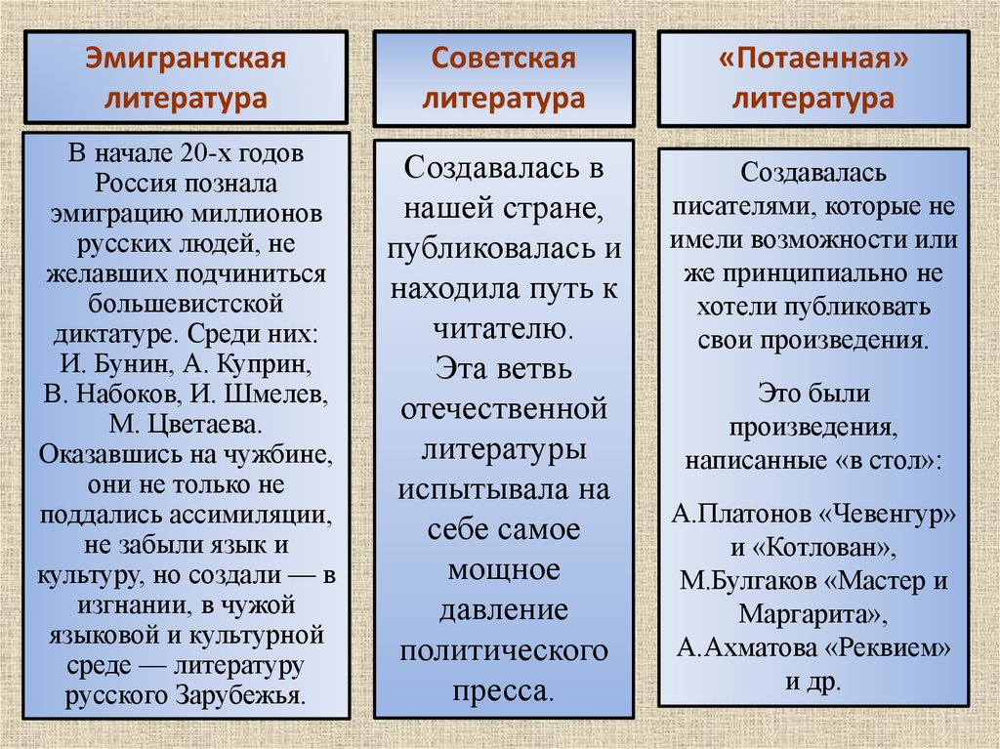 Эмигрантская
литература
В начале 20-х годов
Россия познала
эмиграцию миллионов
русских людей, не
желавших подчиниться
большевистской
диктатуре. Среди них:
И. Бунин, А. Куприн,
В. Набоков, И. Шмелев,
М. Цветаева.
Оказавшись на чужбине,
они не только не
поддались ассимиляции,
не забыли язык и
культуру, но создали — в
изгнании, в чужой
языковой и культурной
среде — литературу
русского Зарубежья.
Советская
литература
Создавалась в
нашей стране,
публиковалась и
находила путь к
читателю.
Эта ветвь
отечественной
литературы
испытывала на
себе самое
мощное
давление
политического
пресса.
«Потаенная»
литература
Создавалась
писателями, которые не
имели возможности или
же принципиально не
хотели публиковать
свои произведения.
Это были
произведения,
написанные «в стол»:
А.Платонов «Чевенгур»
и «Котлован»,
М.Булгаков «Мастер и
Маргарита»,
А.Ахматова «Реквием»
и др.